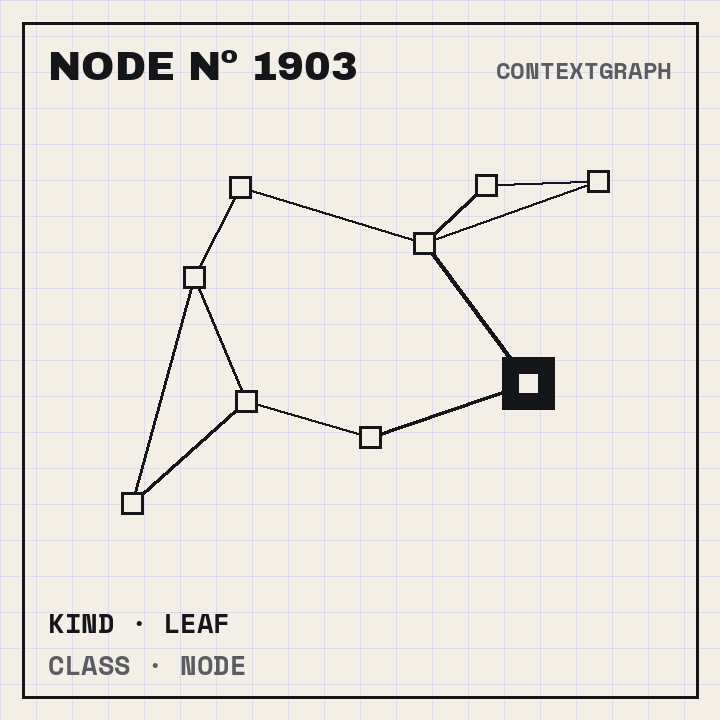 NODE Nº 1903
CONTEXTGRAPH
KIND · LEAF
CLASS · NODE